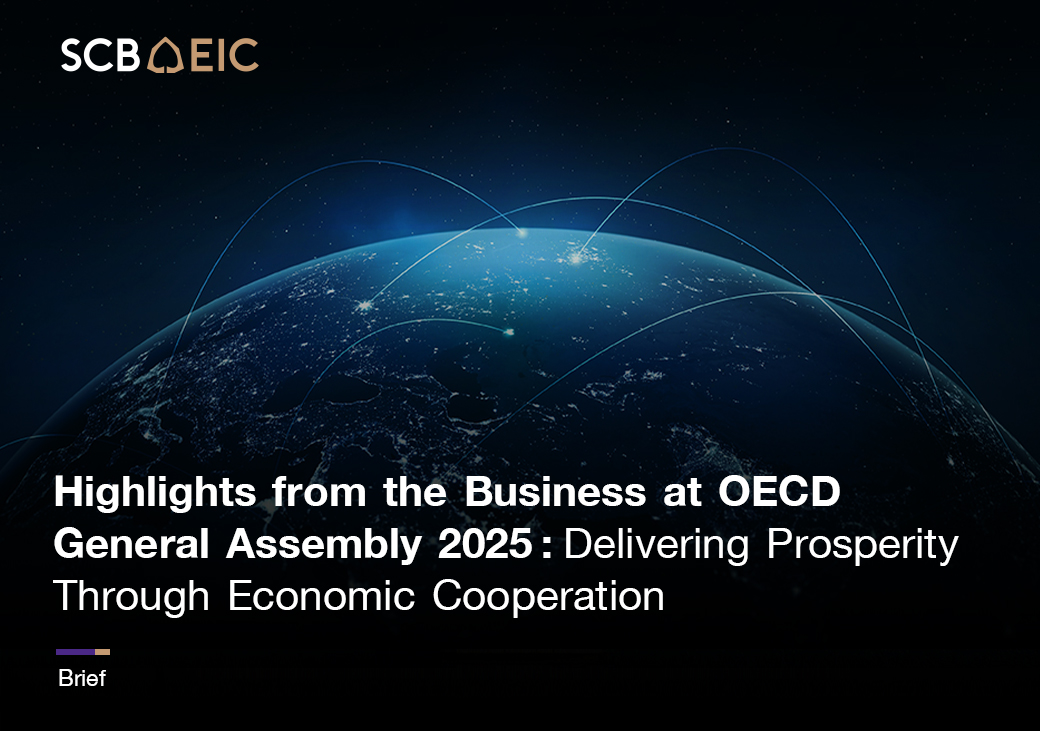 SCB EIC
Highlights from the Business at OECD
General Assembly 2025 : Delivering Prosperity
Through Economic Cooperation
Brief